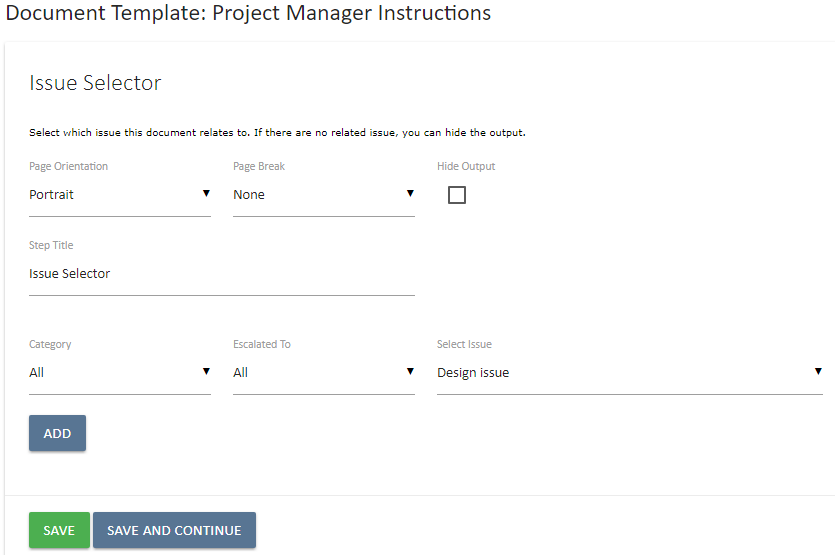 Document Template: Project Manager Instructions
Issue Selector
Select which issue this document relates to. If there are no related issue, you can hide the output.
Page Orientation Page Break Hide Output
Portrait None
Step Title
Issue Selector
Category Escalated To Select Issue
All All Design issue
ADD
SAVE SAVE AND CONTINUE